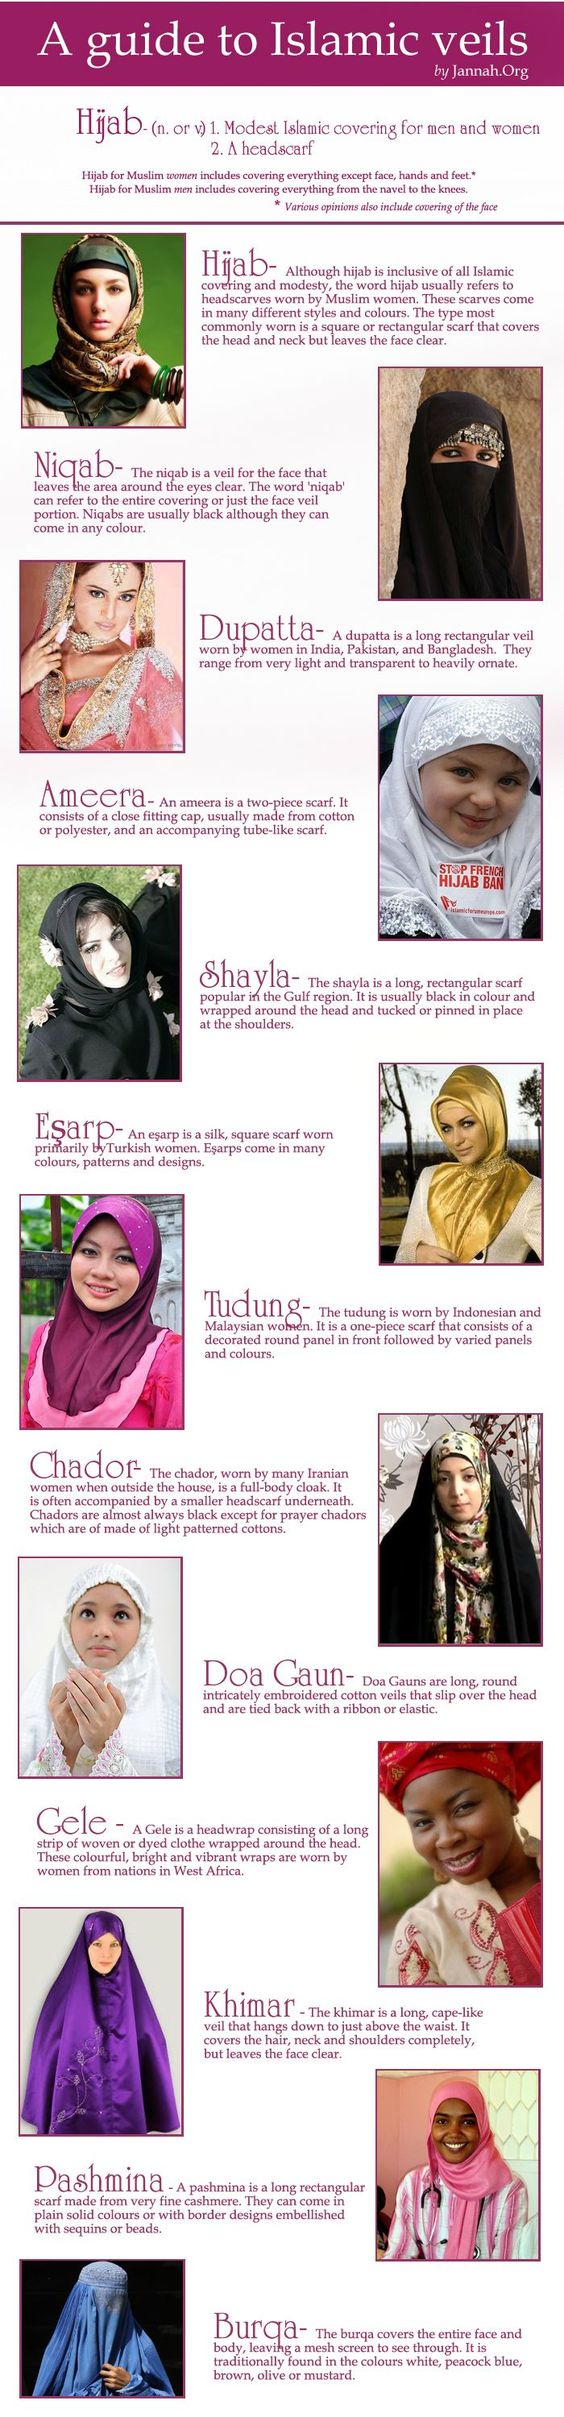 A guide to Islamic veils
by Jannah.Org
Hijab- (n. or v.) 1. Modest Islamic covering for men and women
2. A headscarf
Hijab for Muslim women includes covering everything except face, hands and feet.*
Hijab for Muslim men includes covering everything from the navel to the knees.
* Various opinions also include covering of the face
Hijab- Although hijab is inclusive of all Islamic
covering and modesty, the word hijab usually refers to
headscarves worn by Muslim women. These scarves come
in many different styles and colours. The type most
commonly worn is a square or rectangular scarf that covers
the head and neck but leaves the face clear.
Niqab- The niqab is a veil for the face that
leaves the area around the eyes clear. The word 'niqab'
can refer to the entire covering or just the face veil
portion. Niqabs are usually black although they can
come in any colour.
Dupatta- A dupatta is a long rectangular veil
worn by women in India, Pakistan, and Bangladesh. They
range from very light and transparent to heavily ornate.
Ameera- An ameera is a two-piece scarf. It
consists of a close fitting cap, usually made from cotton
or polyester, and an accompanying tube-like scarf.
STOP FRENCH
HIJAB BAN
islamicforumeurope.com
Shayla- The shayla is a long, rectangular scarf
popular in the Gulf region. It is usually black in colour and
wrapped around the head and tucked or pinned in place
at the shoulders.
Eşarp- An eşarp is a silk, square scarf worn
primarily byTurkish women. Eşarps come in many
colours, patterns and designs.
Tudung- The tudung is worn by Indonesian and
Malaysian women. It is a one-piece scarf that consists of a
decorated round panel in front followed by varied panels
and colours.
Chador- The chador, worn by many Iranian
women when outside the house, is a full-body cloak. It
is often accompanied by a smaller headscarf underneath.
Chadors are almost always black except for prayer chadors
which are of made of light patterned cottons.
Doa Gaun- Doa Gauns are long, round
intricately embroidered cotton veils that slip over the head
and are tied back with a ribbon or elastic.
Gele - A Gele is a headwrap consisting of a long
strip of woven or dyed clothe wrapped around the head.
These colourful, bright and vibrant wraps are worn by
women from nations in West Africa.
Khimar - The khimar is a long, cape-like
veil that hangs down to just above the waist. It
covers the hair, neck and shoulders completely,
but leaves the face clear.
Pashmina - A pashmina is a long rectangular
scarf made from very fine cashmere. They can come in
plain solid colours or with border designs embellished
with sequins or beads.
Burqa- The burqa covers the entire face and
body, leaving a mesh screen to see through. It is
traditionally found in the colours white, peacock blue,
brown, olive or mustard.